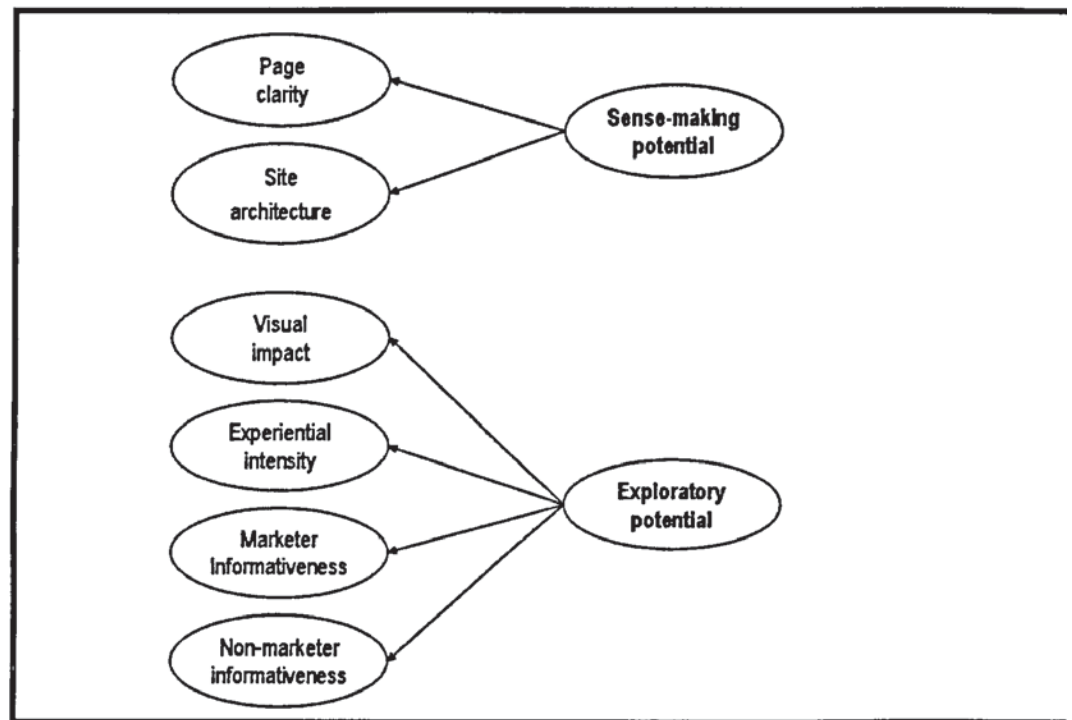 Page
clarity
Sense-making
potential
Site
architecture
Visual
impact
Experiential
intensity
Exploratory
potential
Marketer
Informativeness
Non-marketer
informativeness